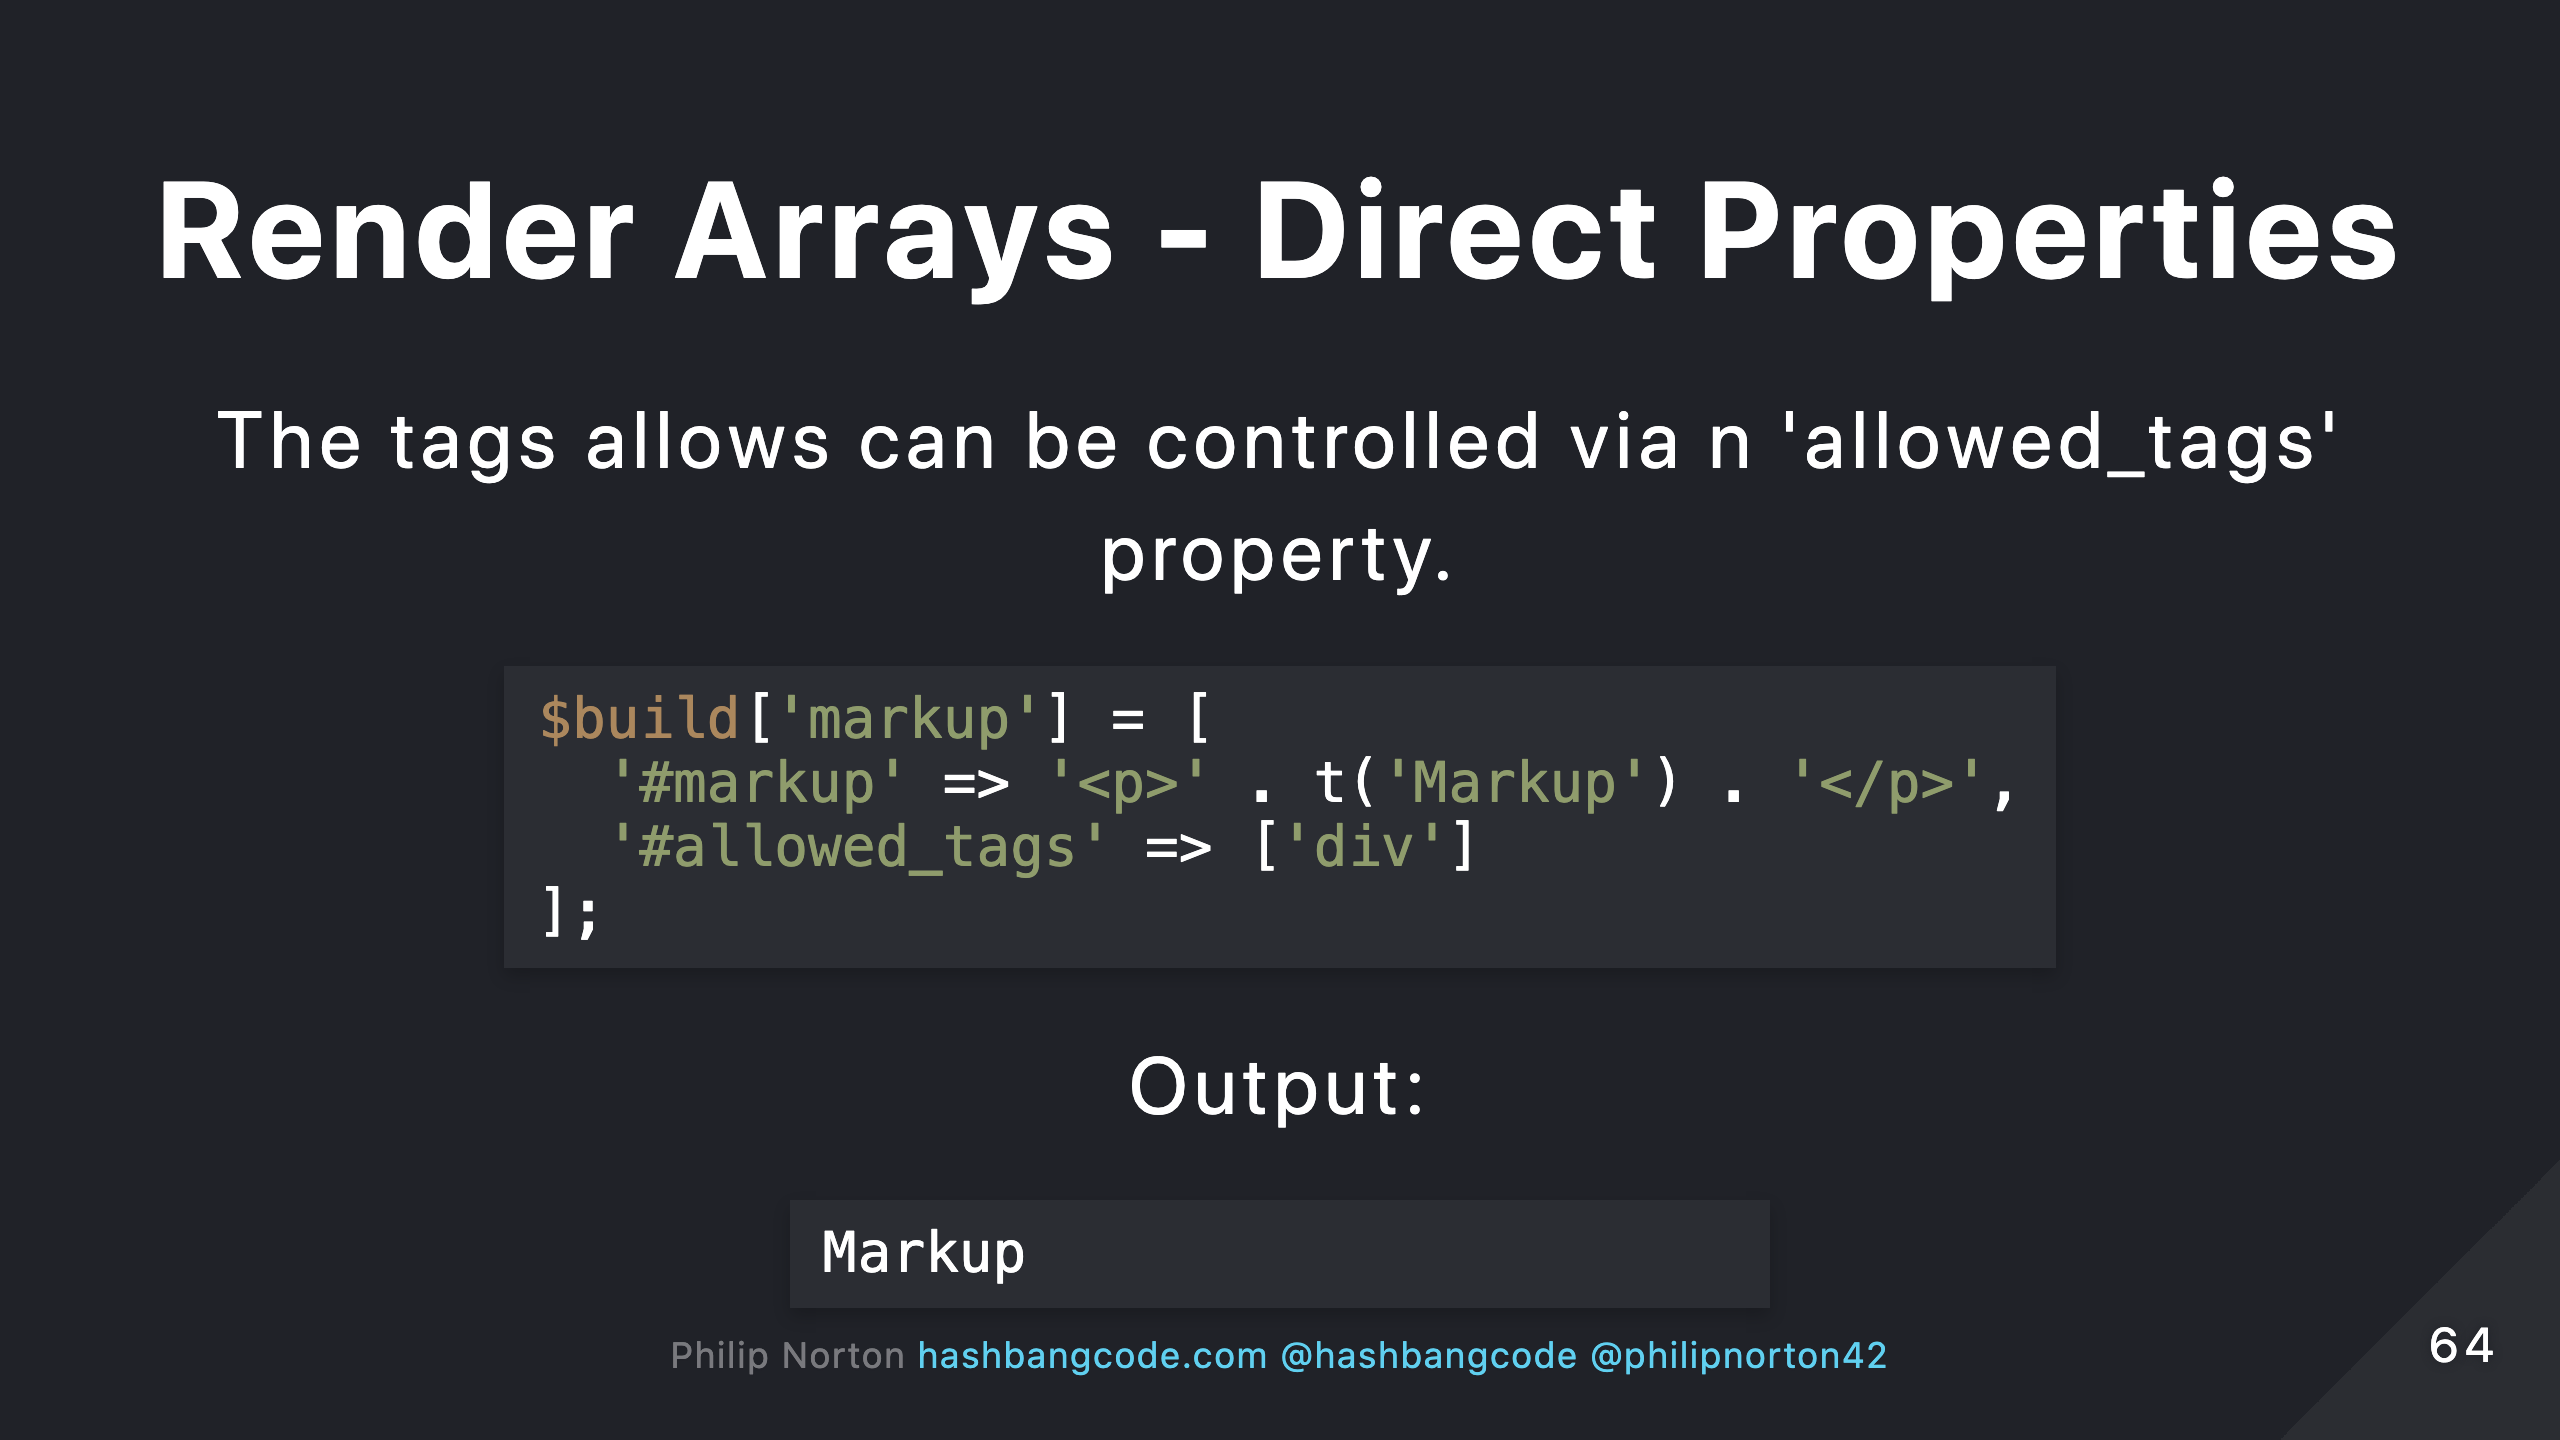 Render Arrays - Direct Properties
The tags allows can be controlled via n 'allowed_tags'
property.
$build['markup'] = [
  '#markup' => '<p>' . t('Markup') . '</p>',
  '#allowed_tags' => ['div']
];
Output:
Markup
Philip Norton hashbangcode.com @hashbangcode @philipnorton42
64